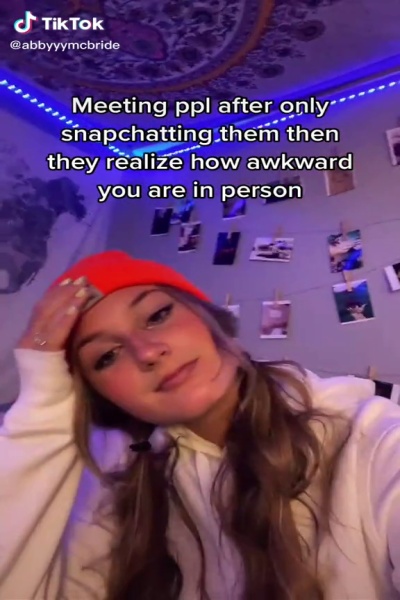 TikTok
@abbyyymcbride
Meeting ppl after only
snapchatting them then
they realize how awkward
you are in person